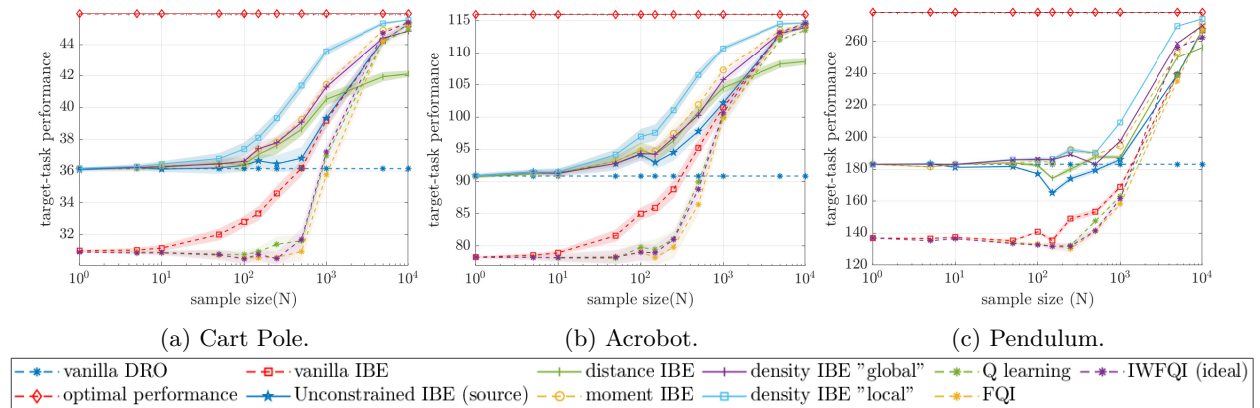 46
44
42
40
38
36
34
32
target-task performance
10^0
10^1
10^2
10^3
10^4
sample size(N)
(a) Cart Pole.
115
110
105
100
95
90
85
80
target-task performance
10^0
10^1
10^2
10^3
10^4
sample size(N)
(b) Acrobot.
260
240
220
200
180
160
140
120
target-task performance
10^0
10^1
10^2
10^3
10^4
sample size (N)
(c) Pendulum.
vanilla DRO
vanilla IBE
distance IBE
density IBE "global"
Q learning
IWFQI (ideal)
optimal performance
Unconstrained IBE (source)
moment IBE
density IBE "local"
FQI